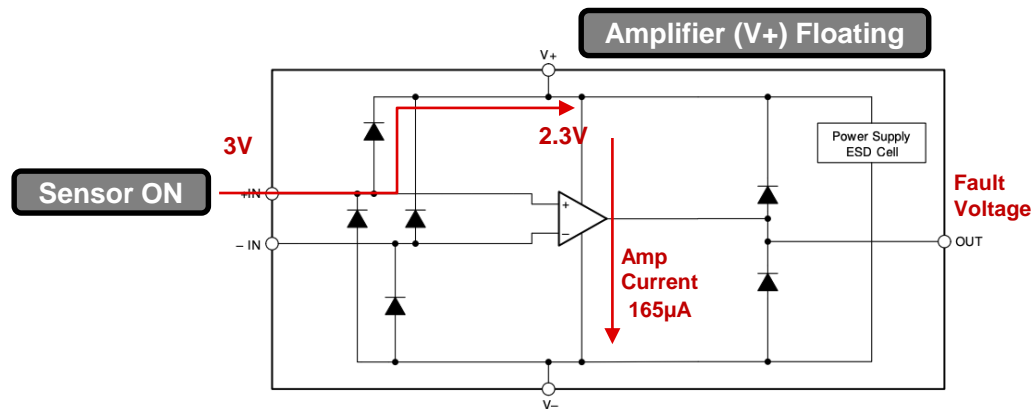 Amplifier (V+) Floating
V+
3V
2.3V
Power Supply
ESD Cell
Sensor ON
+IN
+
Fault
Voltage
–
– IN
OUT
Amp
Current
165µA
V–